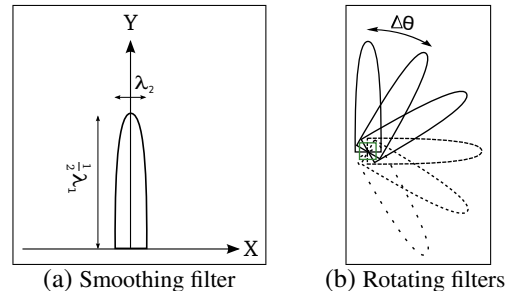 Y
λ₂
½λ₁
X
(a) Smoothing filter
Δθ
(b) Rotating filters